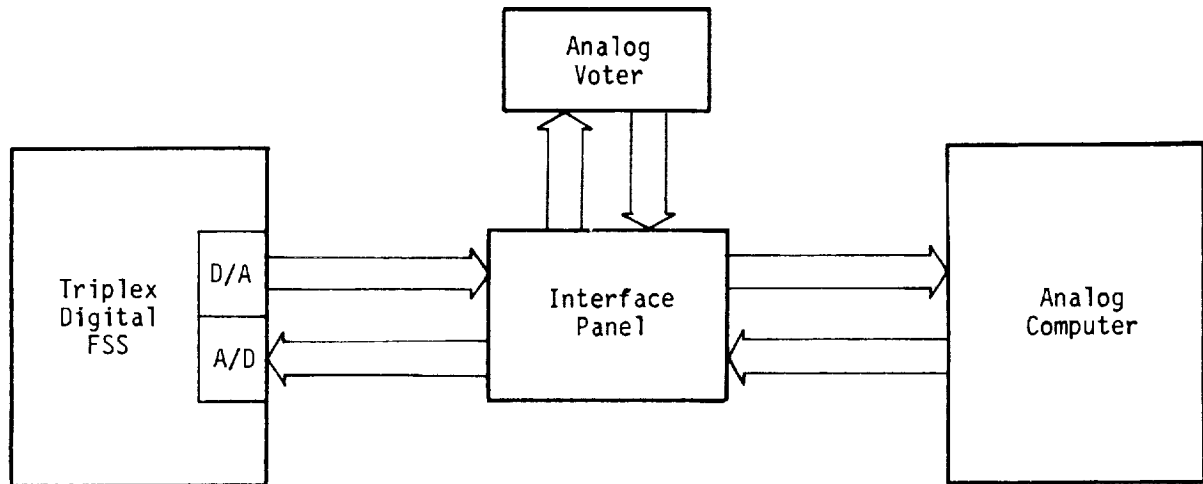 Analog
Voter
Triplex
Digital
FSS
D/A
A/D
Interface
Panel
Analog
Computer